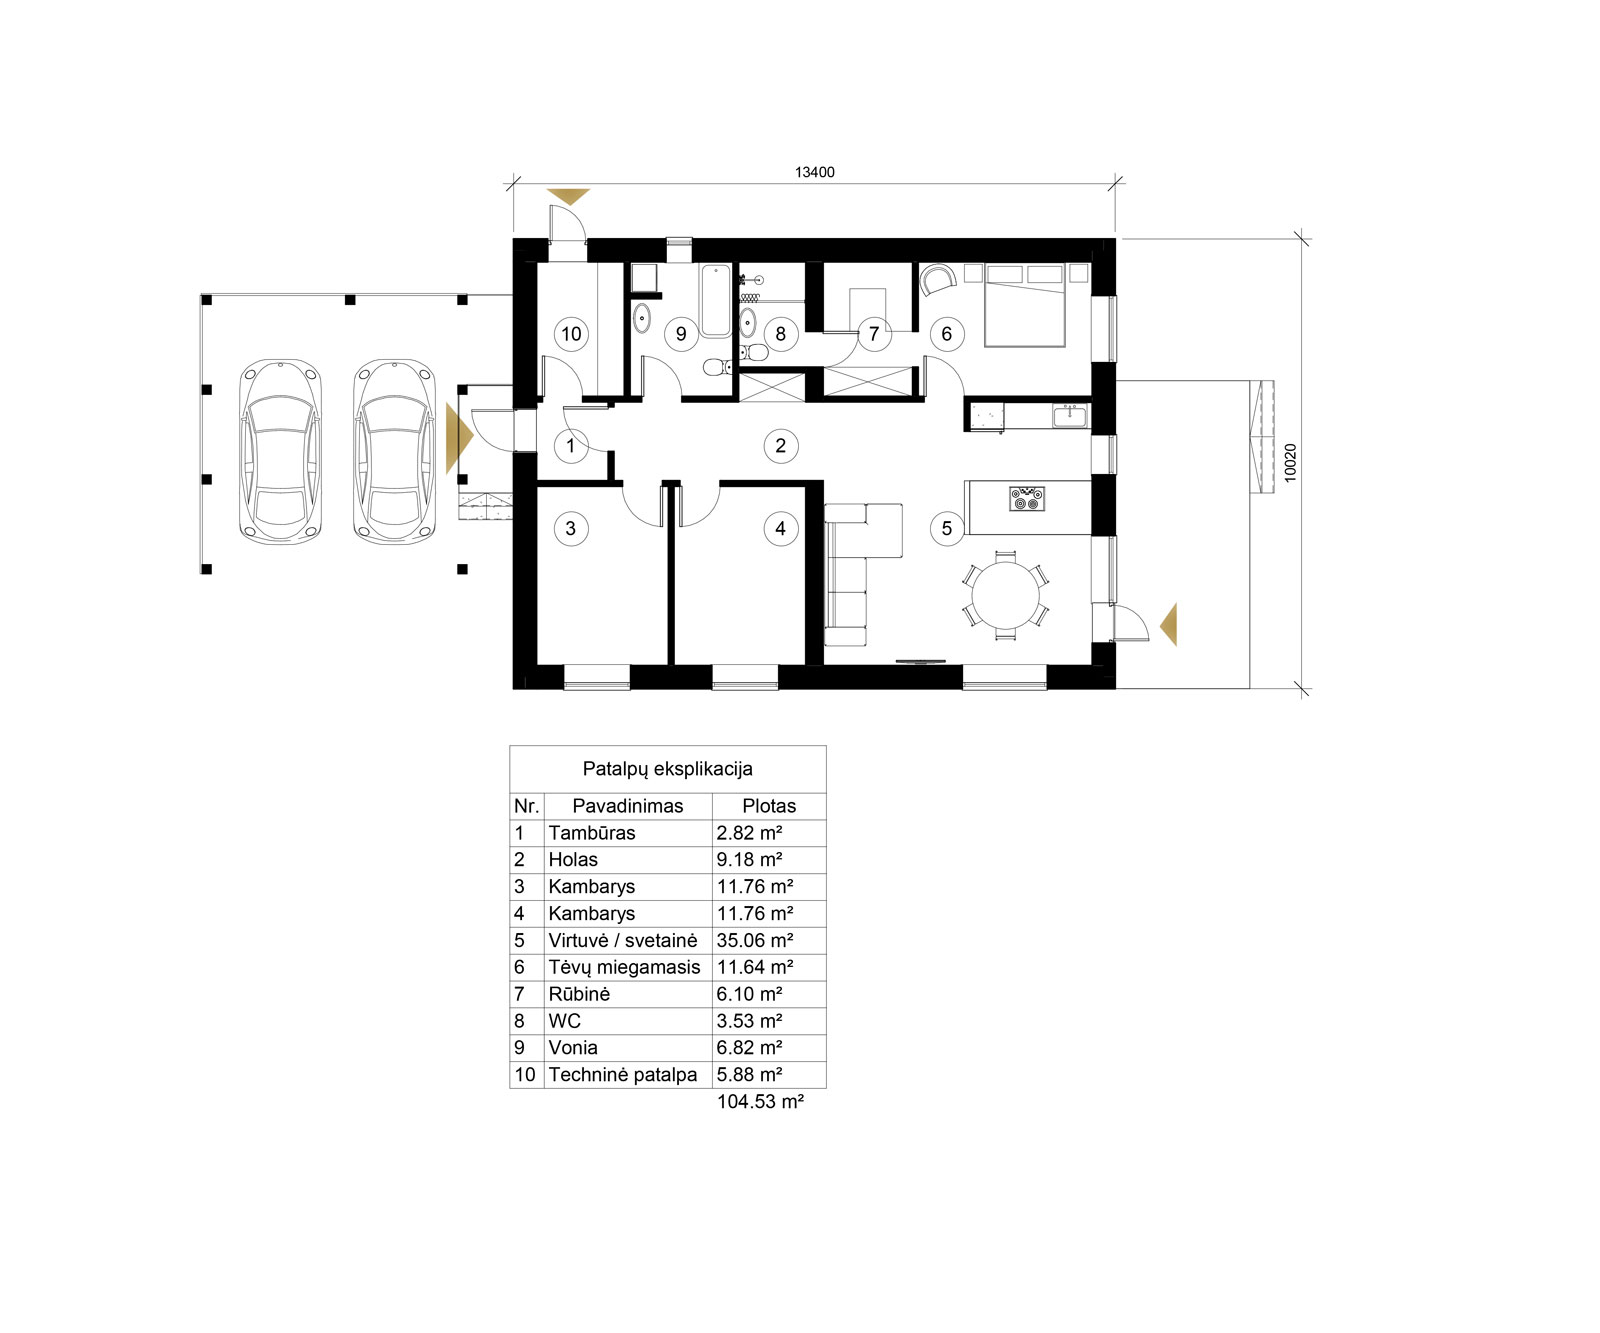 13400
10020
10
9
8
7
6
1
2
3
4
5
Patalpų eksplikacija
Nr. Pavadinimas Plotas
1 Tambūras 2.82 m²
2 Holas 9.18 m²
3 Kambarys 11.76 m²
4 Kambarys 11.76 m²
5 Virtuvė / svetainė 35.06 m²
6 Tėvų miegamasis 11.64 m²
7 Rūbinė 6.10 m²
8 WC 3.53 m²
9 Vonia 6.82 m²
10 Techninė patalpa 5.88 m²
104.53 m²